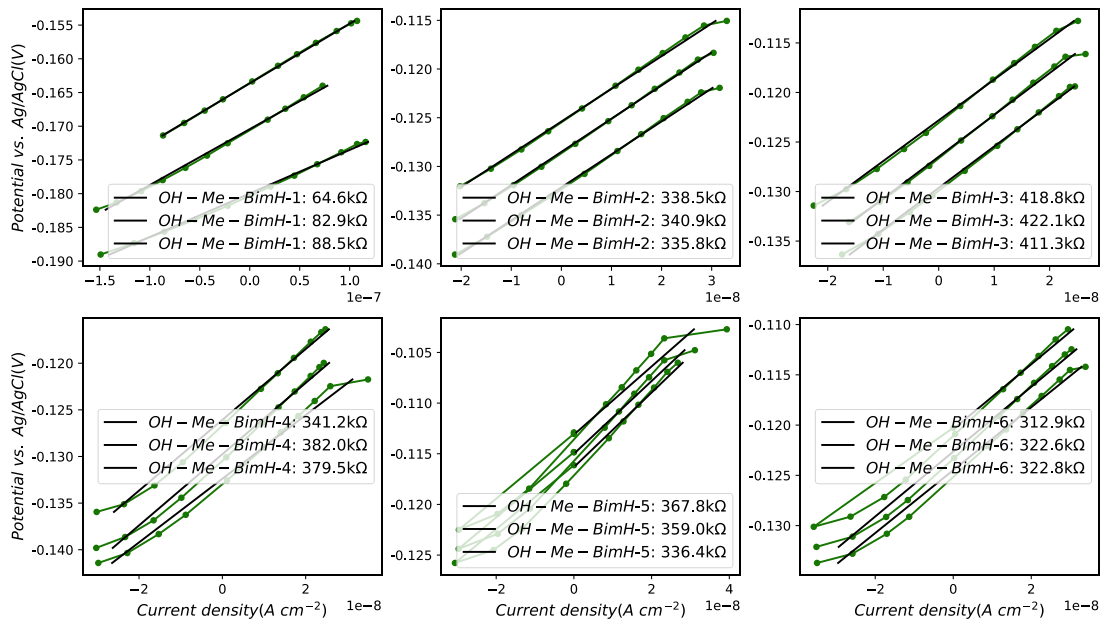 Potential vs. Ag/AgCl(V)
-0.155
-0.160
-0.165
-0.170
-0.175
-0.180
-0.185
-0.190
OH − Me − BimH-1: 64.6kΩ
OH − Me − BimH-1: 82.9kΩ
OH − Me − BimH-1: 88.5kΩ
−1.5 −1.0 −0.5 0.0 0.5 1.0
1e−7
-0.115
-0.120
-0.125
-0.130
-0.135
-0.140
OH − Me − BimH-2: 338.5kΩ
OH − Me − BimH-2: 340.9kΩ
OH − Me − BimH-2: 335.8kΩ
−2 −1 0 1 2 3
1e−8
-0.115
-0.120
-0.125
-0.130
-0.135
OH − Me − BimH-3: 418.8kΩ
OH − Me − BimH-3: 422.1kΩ
OH − Me − BimH-3: 411.3kΩ
−2 −1 0 1 2
1e−8
Potential vs. Ag/AgCl(V)
-0.120
-0.125
-0.130
-0.135
-0.140
OH − Me − BimH-4: 341.2kΩ
OH − Me − BimH-4: 382.0kΩ
OH − Me − BimH-4: 379.5kΩ
−2 0 2
1e−8
Current density(A cm⁻²)
-0.105
-0.110
-0.115
-0.120
-0.125
OH − Me − BimH-5: 367.8kΩ
OH − Me − BimH-5: 359.0kΩ
OH − Me − BimH-5: 336.4kΩ
−2 0 2 4
1e−8
Current density(A cm⁻²)
-0.110
-0.115
-0.120
-0.125
-0.130
OH − Me − BimH-6: 312.9kΩ
OH − Me − BimH-6: 322.6kΩ
OH − Me − BimH-6: 322.8kΩ
−2 0 2
1e−8
Current density(A cm⁻²)